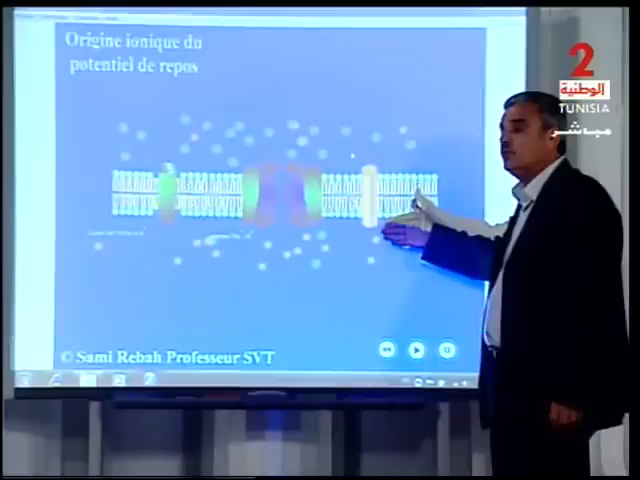 Origine ionique du
potentiel de repos
2
الوطنية
TUNISIA
مباشر
© Sami Rebah Professeur SVT